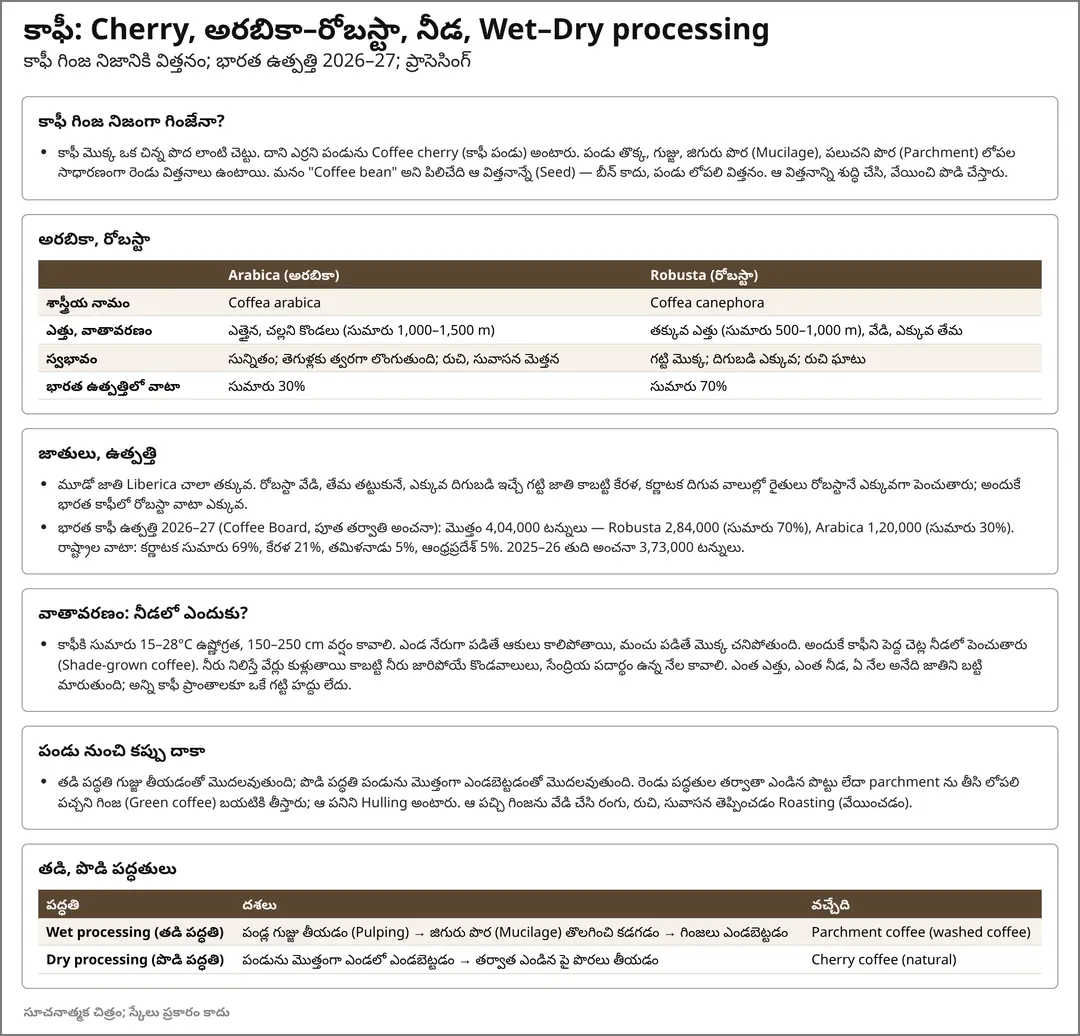 కాఫీ: Cherry, అరబికా–రోబస్టా, నీడ, Wet–Dry processing
కాఫీ గింజ నిజానికి విత్తనం; భారత ఉత్పత్తి 2026–27; ప్రాసెసింగ్
కాఫీ గింజ నిజంగా గింజేనా?
• కాఫీ మొక్క ఒక చిన్న పొద లాంటి చెట్టు. దాని ఎర్రని పండును Coffee cherry (కాఫీ పండు) అంటారు. పండు తొక్క, గుజ్జు, జిగురు పొర (Mucilage), పలుచని పొర (Parchment) లోపల
సాధారణంగా రెండు విత్తనాలు ఉంటాయి. మనం "Coffee bean" అని పిలిచేది ఆ విత్తనాన్నే (Seed) — బీన్ కాదు, పండు లోపలి విత్తనం. ఆ విత్తనాన్ని శుద్ధి చేసి, వేయించి పొడి చేస్తారు.
అరబికా, రోబస్టా
Arabica (అరబికా) Robusta (రోబస్టా)
శాస్త్రీయ నామం Coffea arabica Coffea canephora
ఎత్తు, వాతావరణం ఎత్తైన, చల్లని కొండలు (సుమారు 1,000–1,500 m) తక్కువ ఎత్తు (సుమారు 500–1,000 m), వేడి, ఎక్కువ తేమ
స్వభావం సున్నితం; తెగుళ్లకు త్వరగా లొంగుతుంది; రుచి, సువాసన మెత్తన గట్టి మొక్క; దిగుబడి ఎక్కువ; రుచి ఘాటు
భారత ఉత్పత్తిలో వాటా సుమారు 30% సుమారు 70%
జాతులు, ఉత్పత్తి
• మూడో జాతి Liberica చాలా తక్కువ. రోబస్టా వేడి, తేమ తట్టుకునే, ఎక్కువ దిగుబడి ఇచ్చే గట్టి జాతి కాబట్టి కేరళ, కర్ణాటక దిగువ వాలుల్లో రైతులు రోబస్టానే ఎక్కువగా పెంచుతారు; అందుకే
భారత కాఫీలో రోబస్టా వాటా ఎక్కువ.
• భారత కాఫీ ఉత్పత్తి 2026–27 (Coffee Board, పూత తర్వాతి అంచనా): మొత్తం 4,04,000 టన్నులు — Robusta 2,84,000 (సుమారు 70%), Arabica 1,20,000 (సుమారు 30%).
రాష్ట్రాల వాటా: కర్ణాటక సుమారు 69%, కేరళ 21%, తమిళనాడు 5%, ఆంధ్రప్రదేశ్ 5%. 2025–26 తుది అంచనా 3,73,000 టన్నులు.
వాతావరణం: నీడలో ఎందుకు?
• కాఫీకి సుమారు 15–28°C ఉష్ణోగ్రత, 150–250 cm వర్షం కావాలి. ఎండ నేరుగా పడితే ఆకులు కాలిపోతాయి, మంచు పడితే మొక్క చనిపోతుంది. అందుకే కాఫీని పెద్ద చెట్ల నీడలో పెంచుతారు
(Shade-grown coffee). నీరు నిలిస్తే వేర్లు కుళ్లుతాయి కాబట్టి నీరు జారిపోయే కొండవాలులు, సేంద్రియ పదార్థం ఉన్న నేల కావాలి. ఎంత ఎత్తు, ఎంత నీడ, ఏ నేల అనేది జాతిని బట్టి
మారుతుంది; అన్ని కాఫీ ప్రాంతాలకూ ఒకే గట్టి హద్దు లేదు.
పండు నుంచి కప్పు దాకా
• తడి పద్ధతి గుజ్జు తీయడంతో మొదలవుతుంది; పొడి పద్ధతి పండును మొత్తంగా ఎండబెట్టడంతో మొదలవుతుంది. రెండు పద్ధతుల తర్వాతా ఎండిన పొట్టు లేదా parchment ను తీసి లోపలి
పచ్చని గింజ (Green coffee) బయటికి తీస్తారు; ఆ పనిని Hulling అంటారు. ఆ పచ్చి గింజను వేడి చేసి రంగు, రుచి, సువాసన తెప్పించడం Roasting (వేయించడం).
తడి, పొడి పద్ధతులు
పద్ధతి దశలు వచ్చేది
Wet processing (తడి పద్ధతి) పండ్ల గుజ్జు తీయడం (Pulping) → జిగురు పొర (Mucilage) తొలగించి కడగడం → గింజలు ఎండబెట్టడం Parchment coffee (washed coffee)
Dry processing (పొడి పద్ధతి) పండును మొత్తంగా ఎండలో ఎండబెట్టడం → తర్వాత ఎండిన పై పొరలు తీయడం Cherry coffee (natural)
సూచనాత్మక చిత్రం; స్కేలు ప్రకారం కాదు